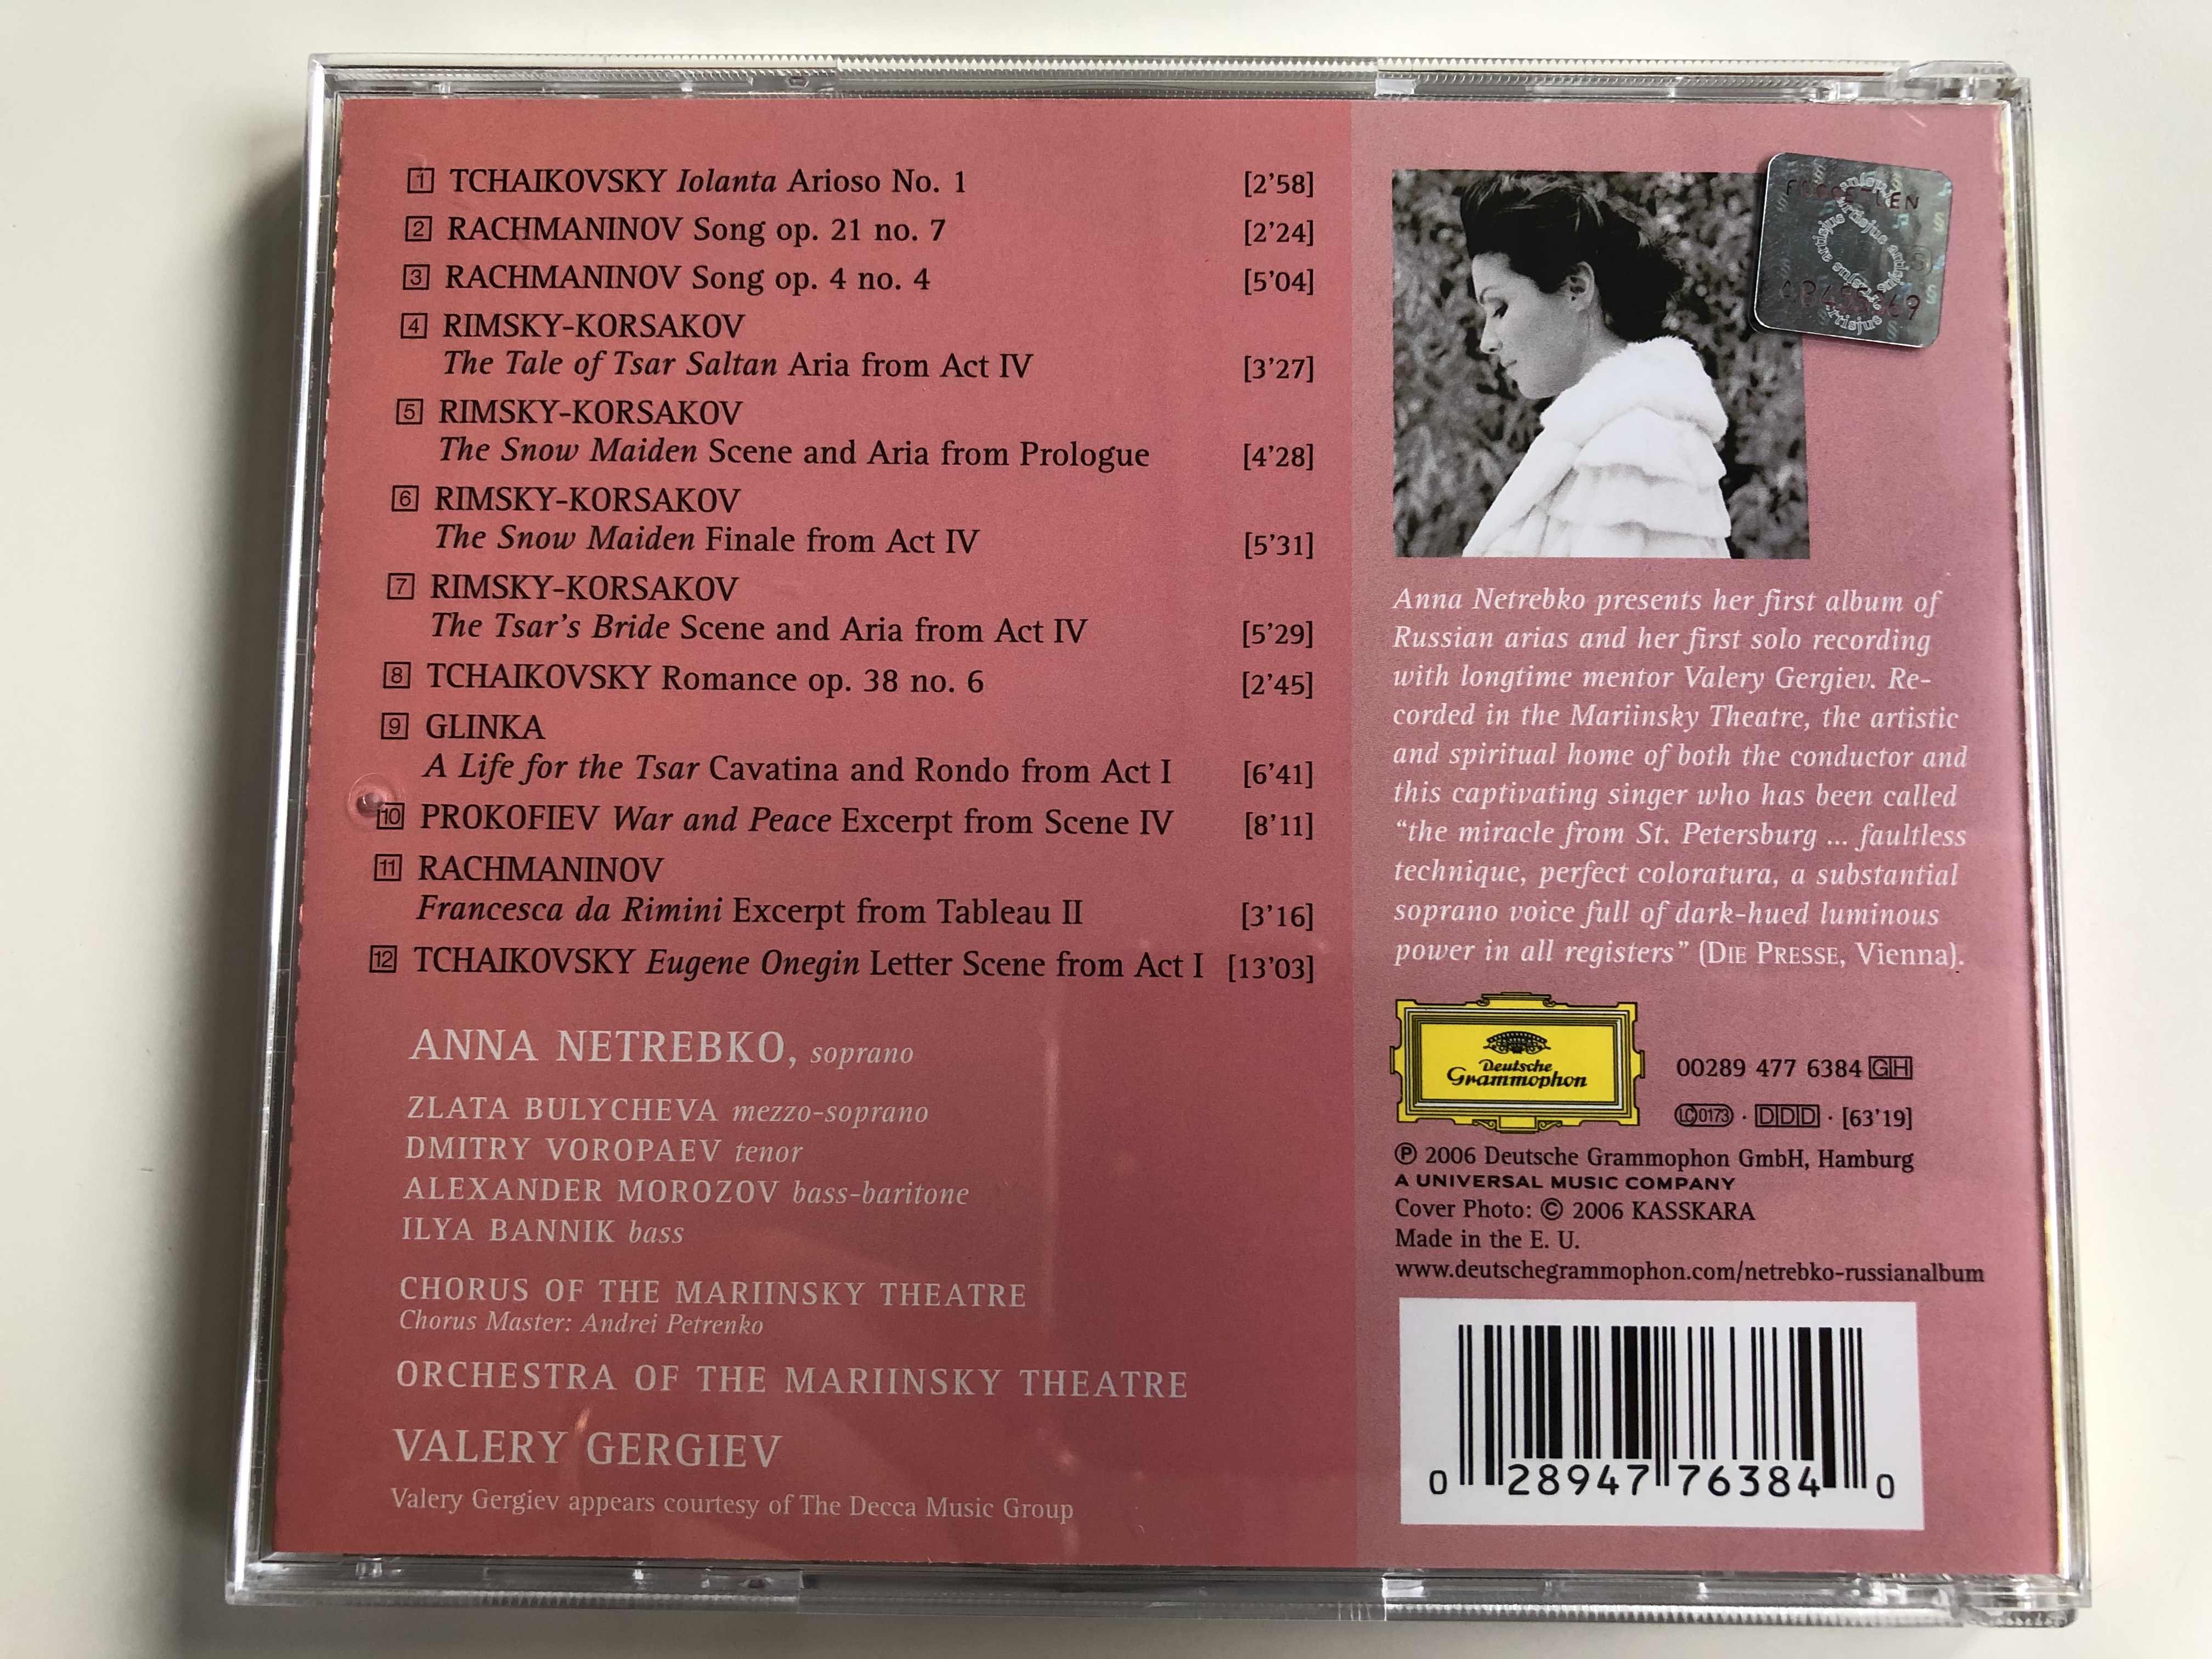 1 TCHAIKOVSKY Iolanta Arioso No. 1 [2’58]
2 RACHMANINOV Song op. 21 no. 7 [2’24]
3 RACHMANINOV Song op. 4 no. 4 [5’04]
4 RIMSKY-KORSAKOV
The Tale of Tsar Saltan Aria from Act IV [3’27]
5 RIMSKY-KORSAKOV
The Snow Maiden Scene and Aria from Prologue [4’28]
6 RIMSKY-KORSAKOV
The Snow Maiden Finale from Act IV [5’31]
7 RIMSKY-KORSAKOV
The Tsar’s Bride Scene and Aria from Act IV [5’29]
8 TCHAIKOVSKY Romance op. 38 no. 6 [2’45]
9 GLINKA
A Life for the Tsar Cavatina and Rondo from Act I [6’41]
10 PROKOFIEV War and Peace Excerpt from Scene IV [8’11]
11 RACHMANINOV
Francesca da Rimini Excerpt from Tableau II [3’16]
12 TCHAIKOVSKY Eugene Onegin Letter Scene from Act I [13’03]
ANNA NETREBKO, soprano
ZLATA BULYCHEVA mezzo-soprano
DMITRY VOROPAEV tenor
ALEXANDER MOROZOV bass-baritone
ILYA BANNIK bass
CHORUS OF THE MARIINSKY THEATRE
Chorus Master: Andrei Petrenko
ORCHESTRA OF THE MARIINSKY THEATRE
VALERY GERGIEV
Valery Gergiev appears courtesy of The Decca Music Group
artisjus
Anna Netrebko presents her first album of
Russian arias and her first solo recording
with longtime mentor Valery Gergiev. Re-
corded in the Mariinsky Theatre, the artistic
and spiritual home of both the conductor and
this captivating singer who has been called
“the miracle from St. Petersburg ... faultless
technique, perfect coloratura, a substantial
soprano voice full of dark-hued luminous
power in all registers” (DIE PRESSE, Vienna).
Deutsche
Grammophon
00289 477 6384 GH
LC 0173 · DDD · [63’19]
℗ 2006 Deutsche Grammophon GmbH, Hamburg
A UNIVERSAL MUSIC COMPANY
Cover Photo: © 2006 KASSKARA
Made in the E. U.
www.deutschegrammophon.com/netrebko-russianalbum
0 28947 76384 0